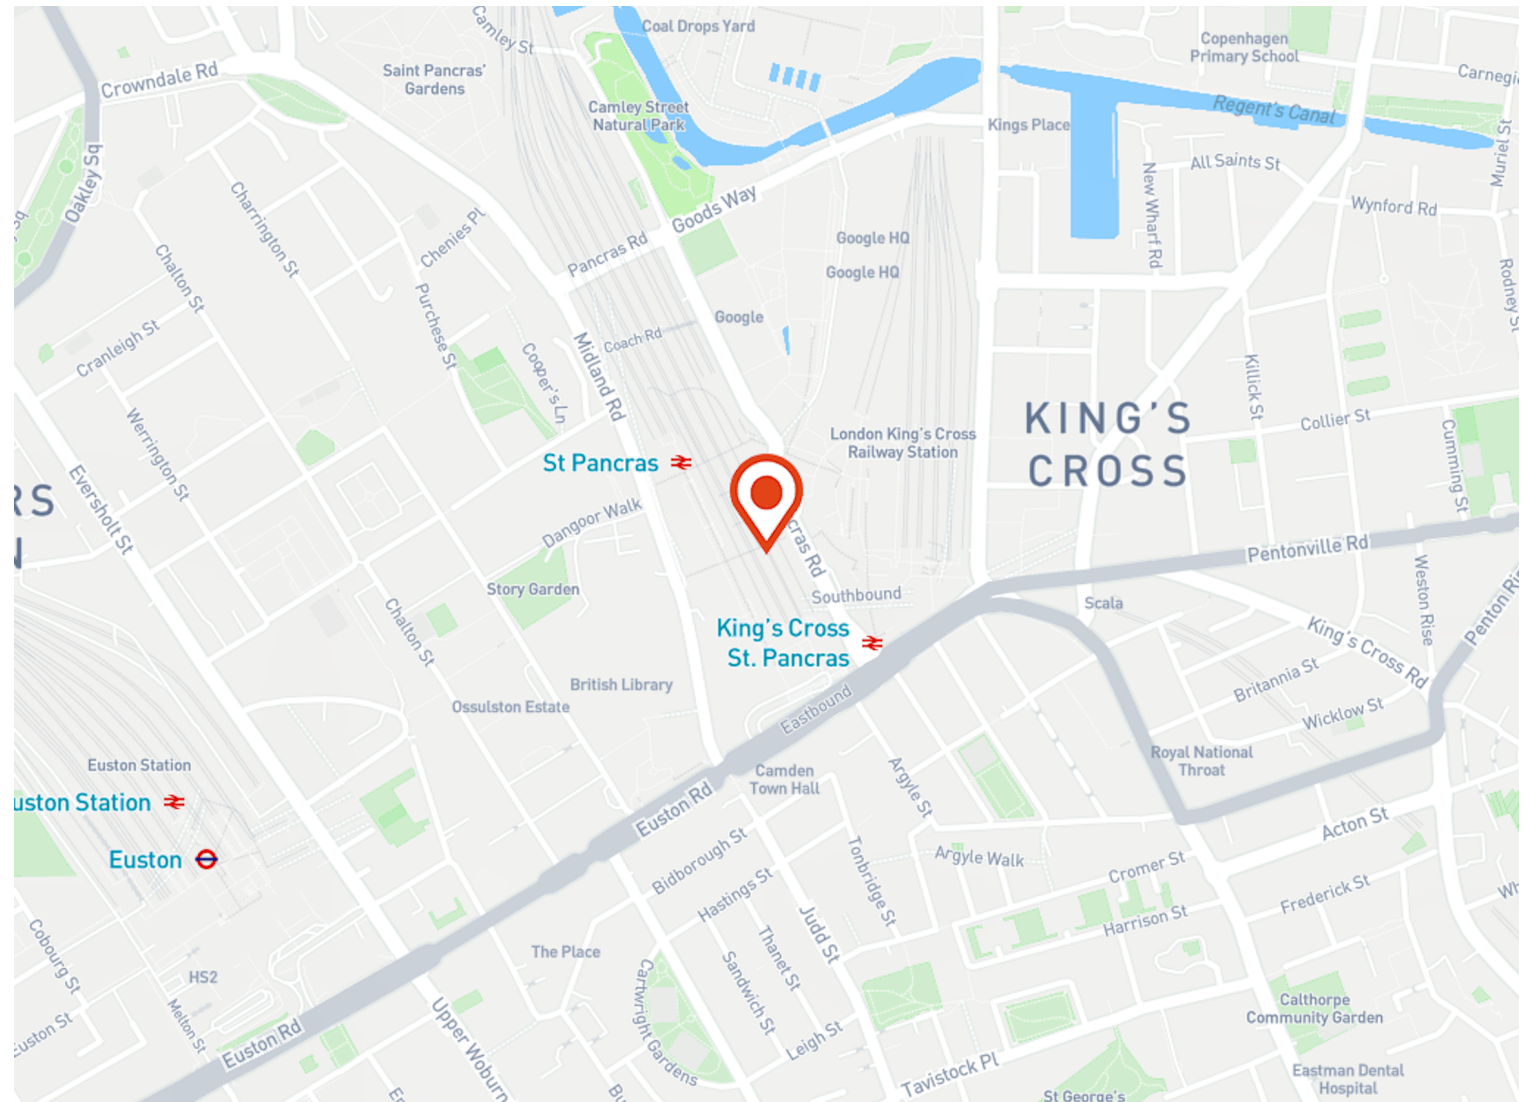 Coal Drops Yard
Camley St
Copenhagen
Primary School
Saint Pancras'
Gardens
Crowndale Rd
Carnegie
Camley Street
Natural Park
Regent's Canal
Kings Place
Muriel St
All Saints St
New Wharf Rd
Oakley Sq
Sq
Charrington St
Chenies Pl
Goods Way
Wynford Rd
Pancras Rd
Google HQ
Google HQ
Chalton St
Rodney St
Purchese St
Google
Coach Rd
Cranleigh St
Midland Rd
Cooper's Ln
Killick St
KING'S
CROSS
Collier St
London King's Cross
Railway Station
Werrington St
Cumming St
St Pancras
Eversholt St
RS
N
Dangoor Walk
cras Rd
Pentonville Rd
Story Garden
Southbound
Scala
Weston Rise
Penton Ri
Chalton St
King's Cross
St. Pancras
King's Cross Rd
British Library
Britannia St
Ossulston Estate
Eastbound
Wicklow St
Royal National
Throat
Euston Station
Camden
Town Hall
Argyle St
uston Station
Euston Rd
Acton St
Euston
Bidborough St
Tonbridge St
Argyle Walk
Cromer St
Hastings St
Frederick St
Wh
Judd St
Harrison St
Cobourg St
The Place
Thanet St
HS2
Sandwich St
Cartwright Gardens
Calthorpe
Community Garden
Melton St
Euston St
Euston Rd
Upper Woburn
Leigh St
Tavistock Pl
Eastman Dental
Hospital
St George's